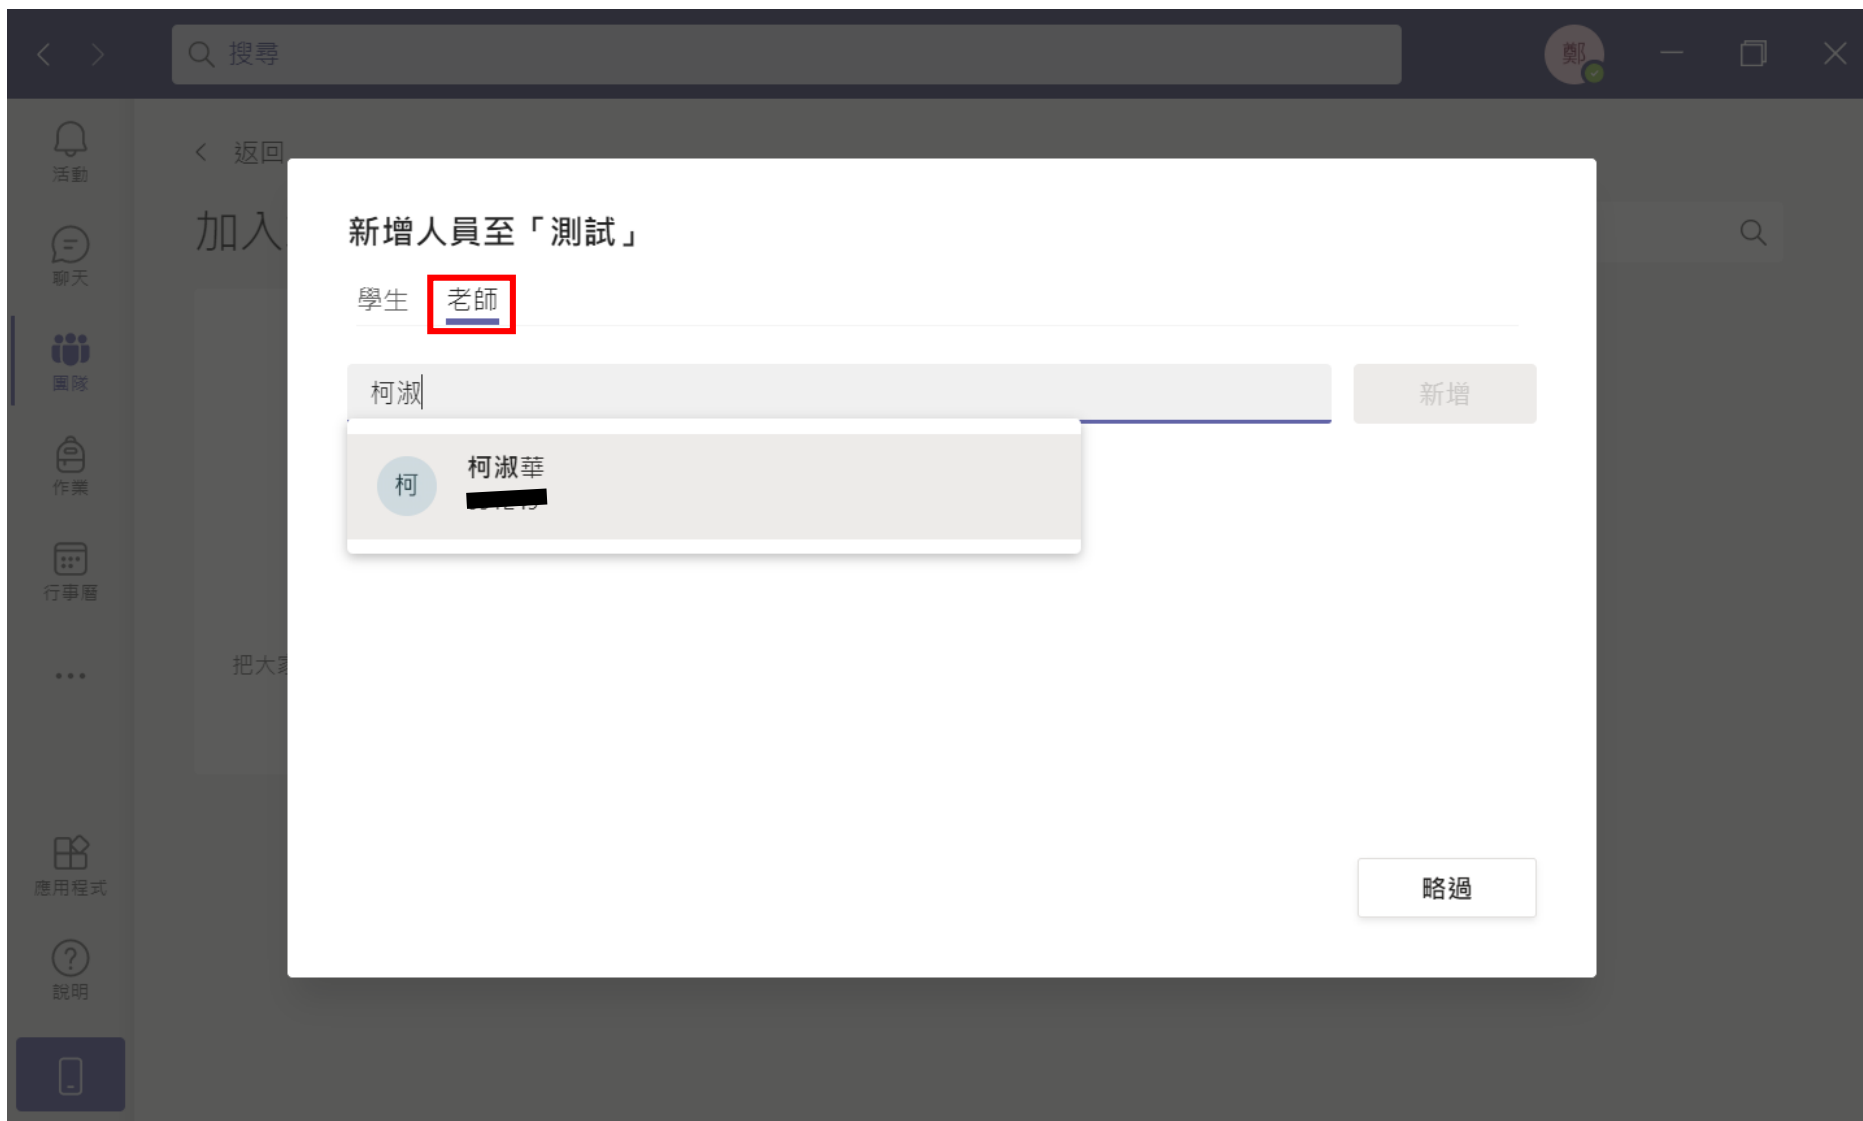 搜尋
鄭
活動
聊天
團隊
作業
行事曆
應用程式
說明
返回
加入
把大家
新增人員至「測試」
學生 老師
柯淑
新增
柯
柯淑華
略過